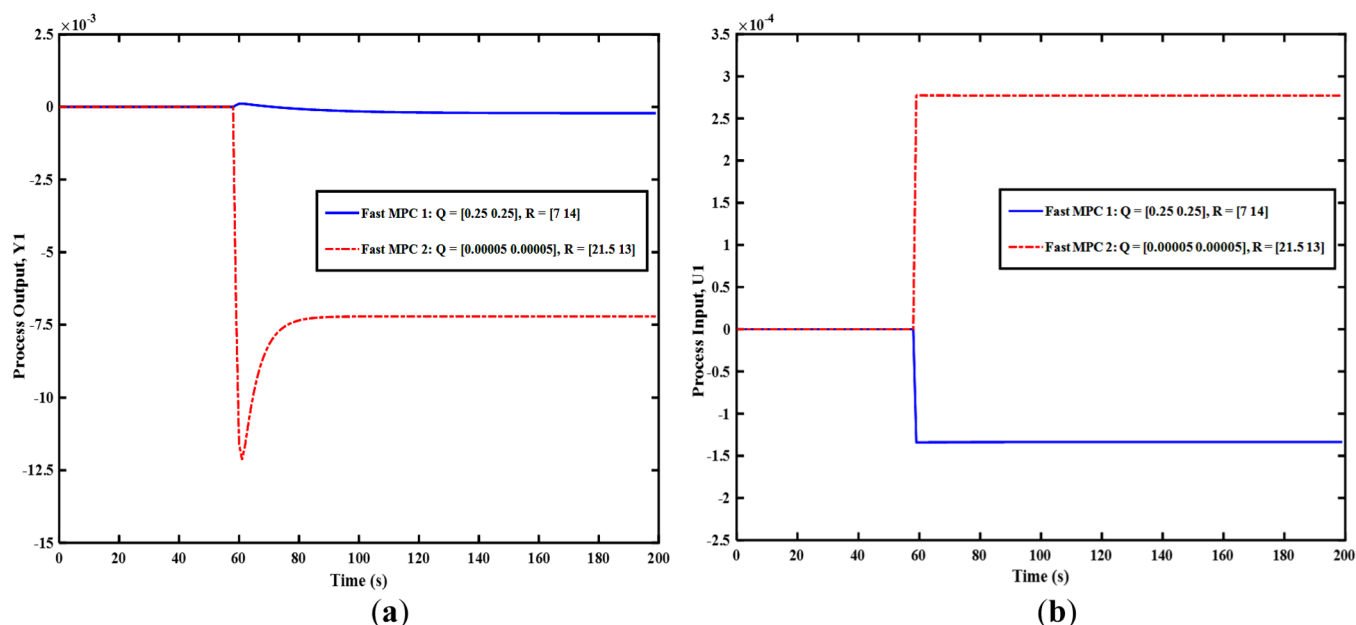 ×10⁻³
2.5
0
-2.5
-5
-7.5
-10
-12.5
-15
Process Output, Y1
Fast MPC 1: Q = [0.25 0.25], R = [7 14]
Fast MPC 2: Q = [0.00005 0.00005], R = [21.5 13]
0 20 40 60 80 100 120 140 160 180 200
Time (s)
(a)
×10⁻⁴
3.5
3
2.5
2
1.5
1
0.5
0
-0.5
-1
-1.5
-2
-2.5
Process Input, U1
Fast MPC 1: Q = [0.25 0.25], R = [7 14]
Fast MPC 2: Q = [0.00005 0.00005], R = [21.5 13]
0 20 40 60 80 100 120 140 160 180 200
Time (s)
(b)